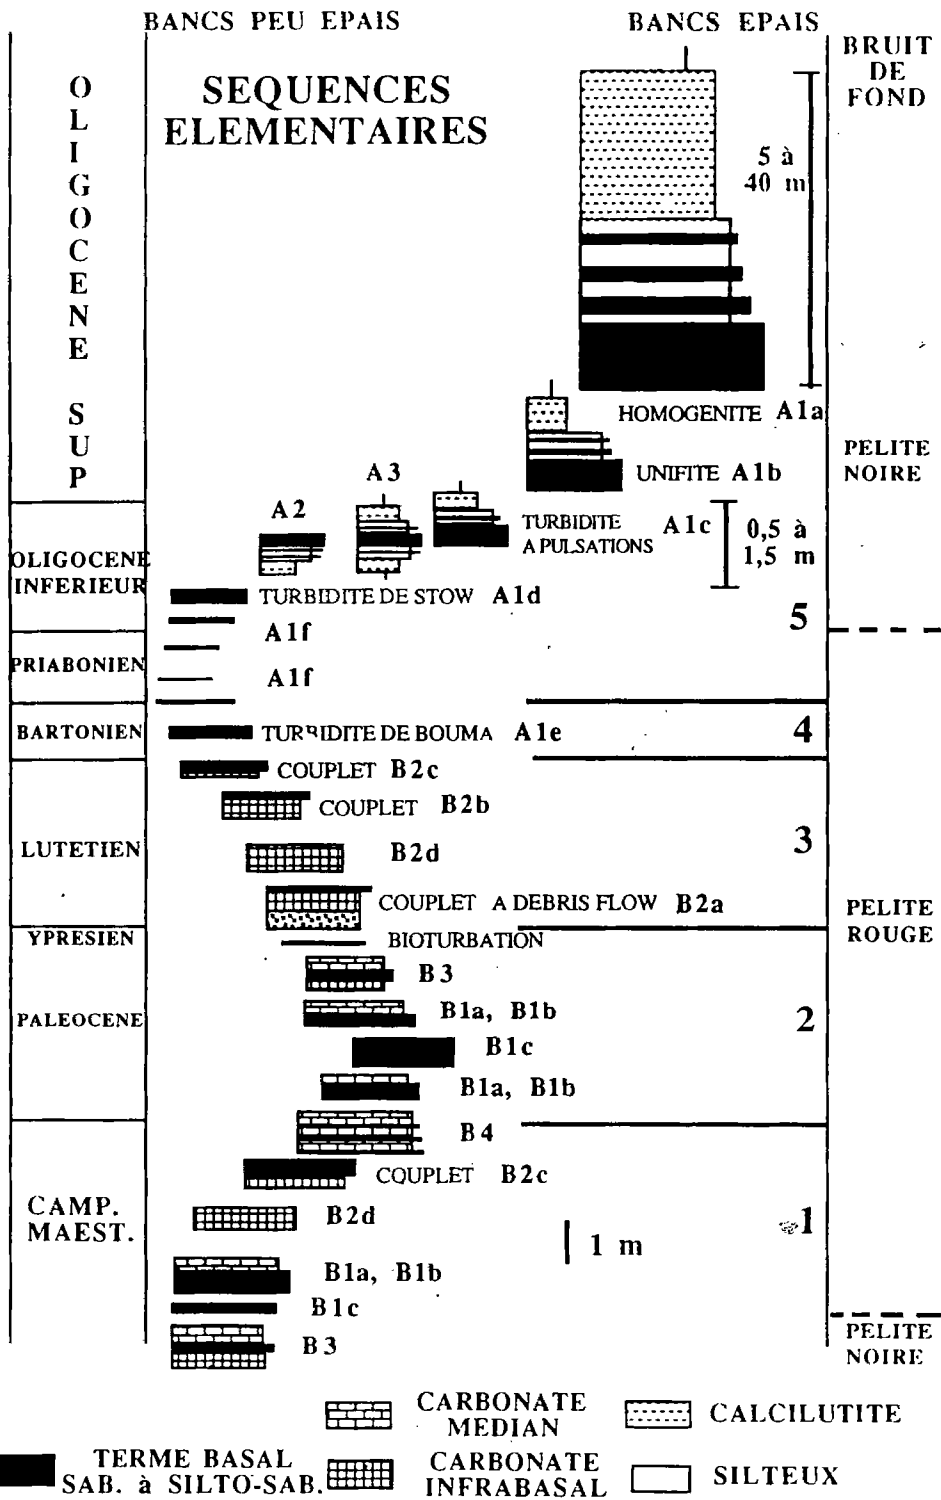 BANCS PEU EPAIS
BANCS EPAIS
BRUIT
DE
FOND
SEQUENCES
ELEMENTAIRES
O
L
I
G
O
C
E
N
E
S
U
P
5 à
40 m
HOMOGENITE A1a
UNIFITE A1b
PELITE
NOIRE
A2
A3
TURBIDITE
A PULSATIONS
A1c
0,5 à
1,5 m
OLIGOCENE
INFERIEUR
TURBIDITE DE STOW A1d
A1f
5
PRIABONIEN
A1f
BARTONIEN
TURBIDITE DE BOUMA A1e
4
COUPLET B2c
COUPLET B2b
LUTETIEN
B2d
3
COUPLET A DEBRIS FLOW B2a
PELITE
ROUGE
YPRESIEN
BIOTURBATION
B3
PALEOCENE
B1a, B1b
2
B1c
B1a, B1b
B4
COUPLET B2c
CAMP.
MAEST.
B2d
1
1 m
B1a, B1b
B1c
B3
PELITE
NOIRE
CARBONATE
MEDIAN
CALCILUTITE
TERME BASAL
SAB. à SILTO-SAB.
CARBONATE
INFRABASAL
SILTEUX